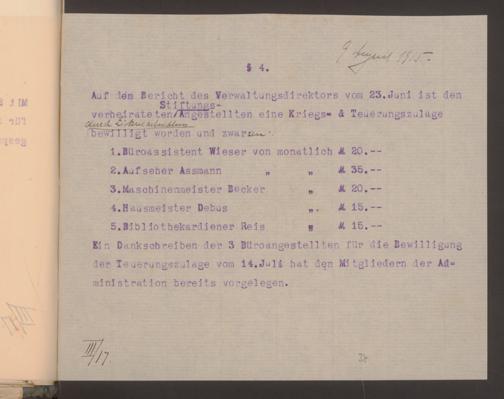 9 August 1915.
§ 4.
Auf dem Bericht des Verwaltungsdirektors vom 23.Juni ist den
Stiftungs-
verheirateten/Angestellten eine Kriegs- & Teuerungszulage
durch
bewilligt worden und zwar
1.Büroassistent Wieser von monatlich ℳ 20.--
2.Aufseher Assmann " " ℳ 35.--
3.Maschinenmeister Becker " ℳ 20.--
4.Hausmeister Debus " ℳ 15.--
5.Bibliothekardiener Reis " ℳ 15.--
Ein Dankschreiben der 3 Büroangestellten für die Bewilligung
der Teuerungszulage vom 14.Juli hat den Mitgliedern der Ad=
ministration bereits vorgelegen.
III/17.